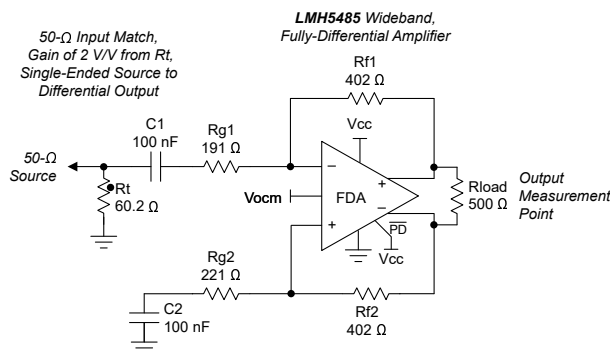 LMH5485 Wideband,
Fully-Differential Amplifier
50-Ω Input Match,
Gain of 2 V/V from Rt,
Single-Ended Source to
Differential Output
Rf1
402 Ω
C1
100 nF
Rg1
191 Ω
Vcc
50-Ω
Source
Rt
60.2 Ω
Vocm
−
+
FDA
+
−
PD
Vcc
Rload
500 Ω
Output
Measurement
Point
Rg2
221 Ω
C2
100 nF
Rf2
402 Ω